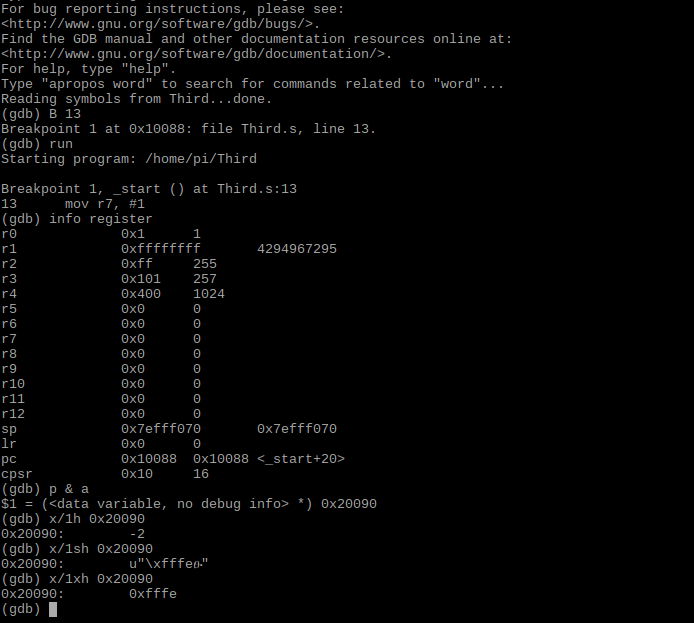 For bug reporting instructions, please see:
<http://www.gnu.org/software/gdb/bugs/>.
Find the GDB manual and other documentation resources online at:
<http://www.gnu.org/software/gdb/documentation/>.
For help, type "help".
Type "apropos word" to search for commands related to "word"...
Reading symbols from Third...done.
(gdb) B 13
Breakpoint 1 at 0x10088: file Third.s, line 13.
(gdb) run
Starting program: /home/pi/Third

Breakpoint 1, _start () at Third.s:13
13      mov r7, #1
(gdb) info register
r0             0x1      1
r1             0xffffffff       4294967295
r2             0xff     255
r3             0x101    257
r4             0x400    1024
r5             0x0      0
r6             0x0      0
r7             0x0      0
r8             0x0      0
r9             0x0      0
r10            0x0      0
r11            0x0      0
r12            0x0      0
sp             0x7efff070       0x7efff070
lr             0x0      0
pc             0x10088  0x10088 <_start+20>
cpsr           0x10     16
(gdb) p & a
$1 = (<data variable, no debug info> *) 0x20090
(gdb) x/1h 0x20090
0x20090:        -2
(gdb) x/1sh 0x20090
0x20090:
(gdb) x/1xh 0x20090
0x20090:        0xfffe
(gdb)